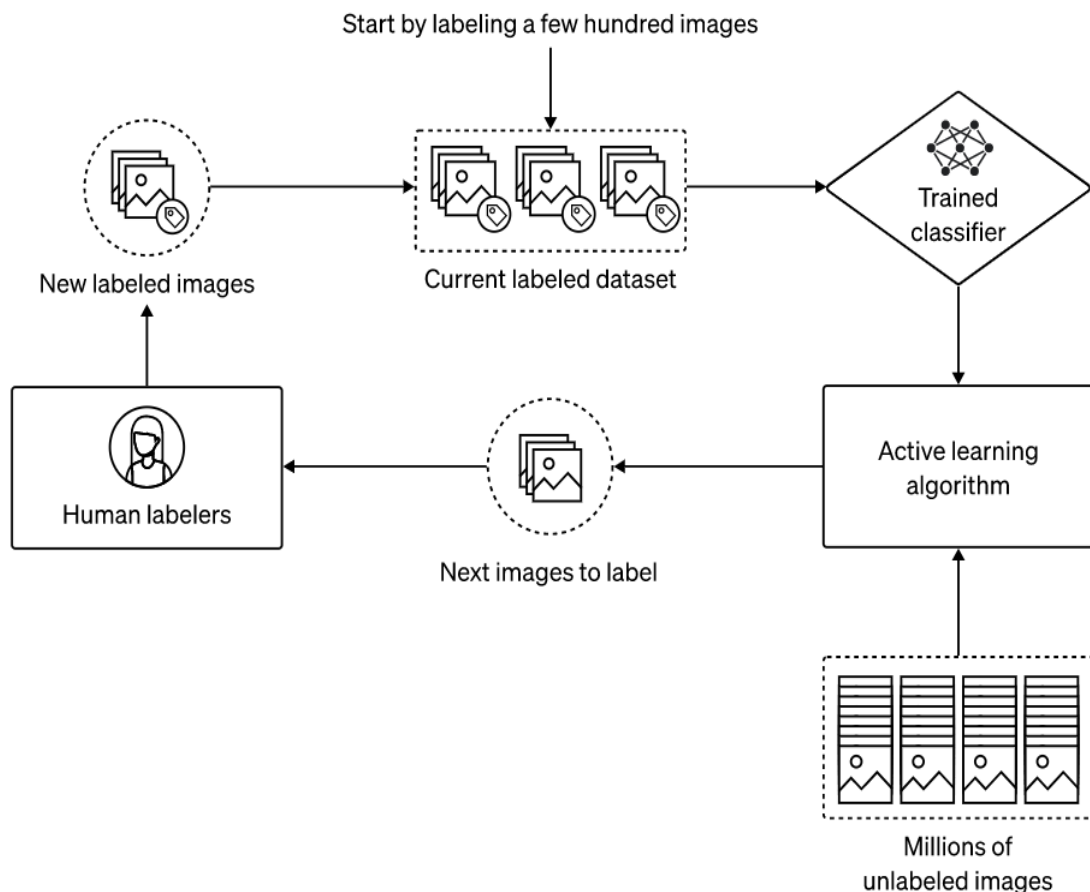 Start by labeling a few hundred images
Trained
classifier
New labeled images
Current labeled dataset
Human labelers
Next images to label
Active learning
algorithm
Millions of
unlabeled images